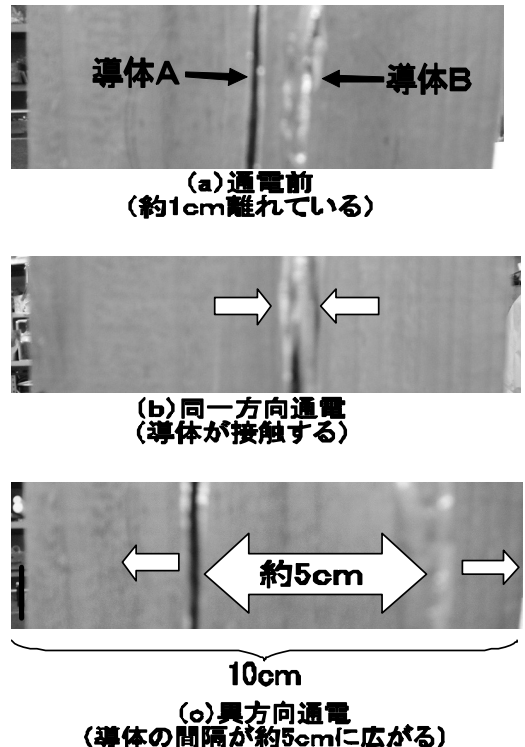 導体A
導体B
(a)通電前
(約1cm離れている)
(b)同一方向通電
(導体が接触する)
約5cm
10cm
(c)異方向通電
(導体の間隔が約5cmに広がる)